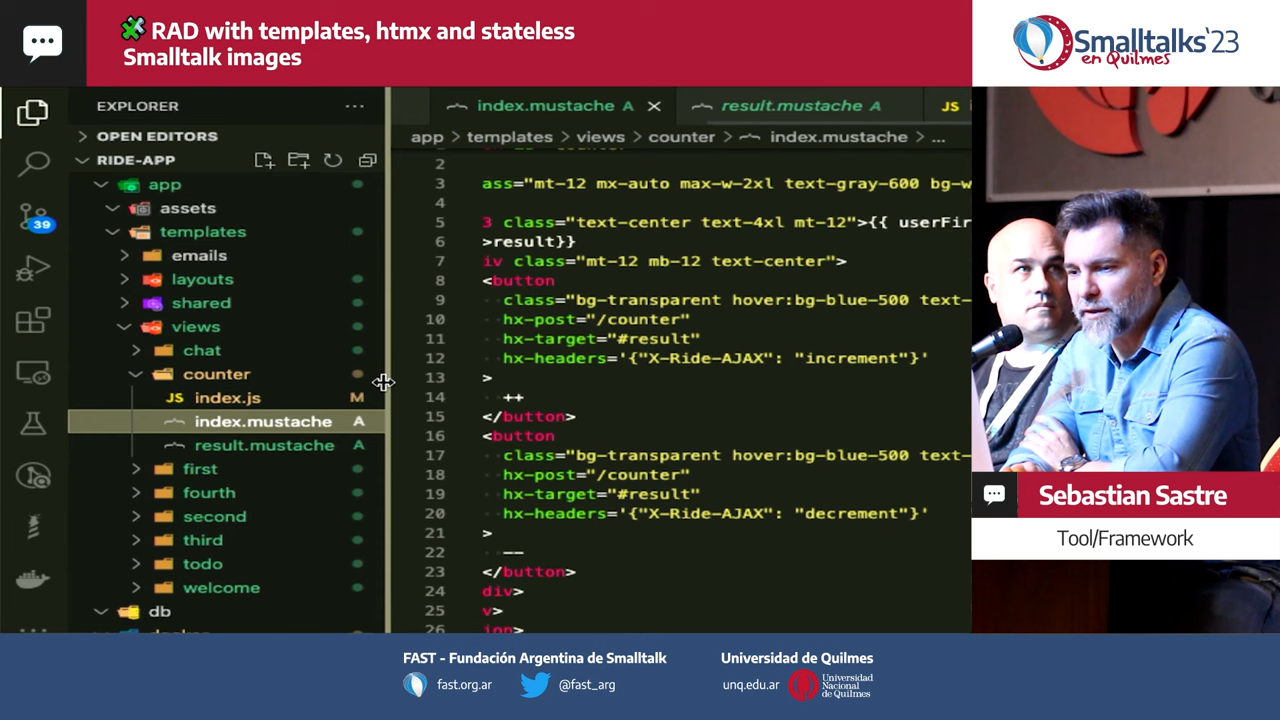 RAD with templates, htmx and stateless
Smalltalk images
Smalltalks'23
en Quilmes
EXPLORER
OPEN EDITORS
RIDE-APP
app
assets
templates
emails
layouts
shared
views
chat
counter
JS index.js M
index.mustache A
result.mustache A
first
fourth
second
third
todo
welcome
db
39
index.mustache A
result.mustache A
JS
app > templates > views > counter > index.mustache > ...
2
3 ass="mt-12 mx-auto max-w-2xl text-gray-600 bg-w
4
5 3 class="text-center text-4xl mt-12">{{ userFir
6 >result}}
7 iv class="mt-12 mb-12 text-center">
8 <button
9 class="bg-transparent hover:bg-blue-500 text-
10 hx-post="/counter"
11 hx-target="#result"
12 hx-headers='{"X-Ride-AJAX": "increment"}'
13 >
14 ++
15 </button>
16 <button
17 class="bg-transparent hover:bg-blue-500 text-
18 hx-post="/counter"
19 hx-target="#result"
20 hx-headers='{"X-Ride-AJAX": "decrement"}'
21 >
22 --
23 </button>
24 div>
25 v>
26
Sebastian Sastre
Tool/Framework
FAST - Fundación Argentina de Smalltalk
fast.org.ar
@fast_arg
Universidad de Quilmes
unq.edu.ar
Universidad
Nacional
de Quilmes